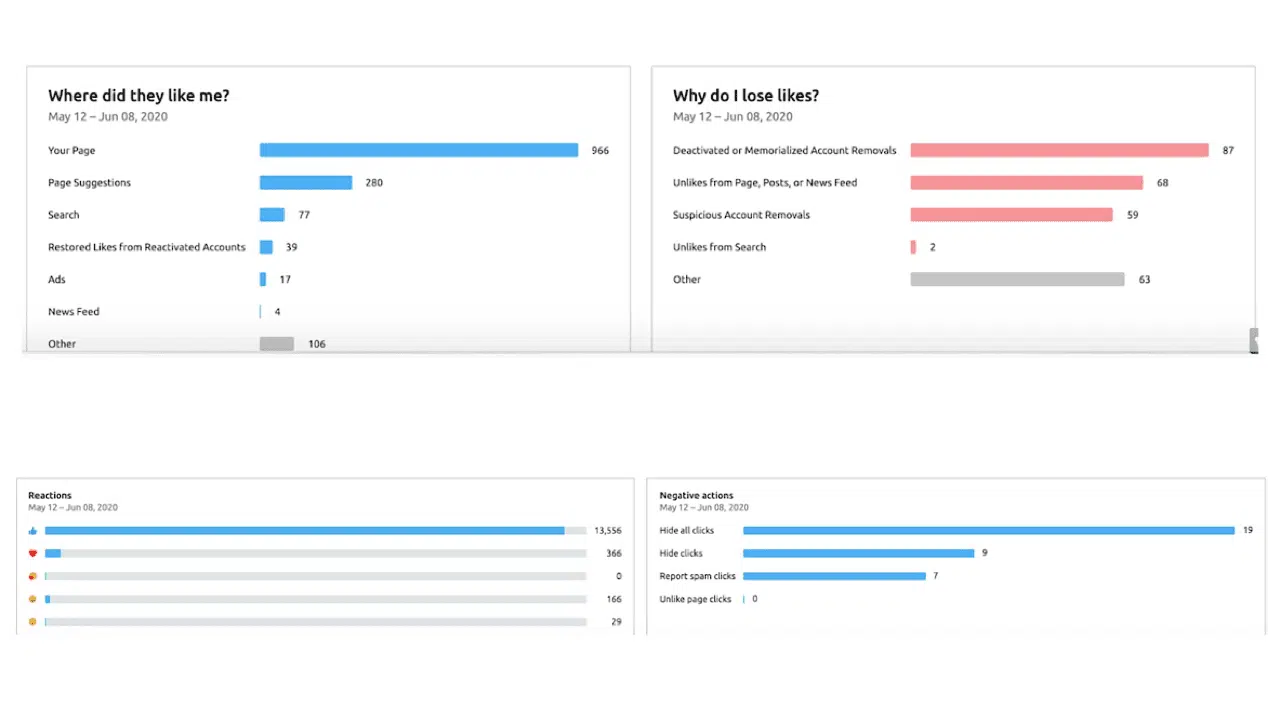 Where did they like me?
May 12 – Jun 08, 2020
Your Page 966
Page Suggestions 280
Search 77
Restored Likes from Reactivated Accounts 39
Ads 17
News Feed 4
Other 106
Why do I lose likes?
May 12 – Jun 08, 2020
Deactivated or Memorialized Account Removals 87
Unlikes from Page, Posts, or News Feed 68
Suspicious Account Removals 59
Unlikes from Search 2
Other 63
Reactions
May 12 – Jun 08, 2020
13,556
366
0
166
29
Negative actions
May 12 – Jun 08, 2020
Hide all clicks 19
Hide clicks 9
Report spam clicks 7
Unlike page clicks 0